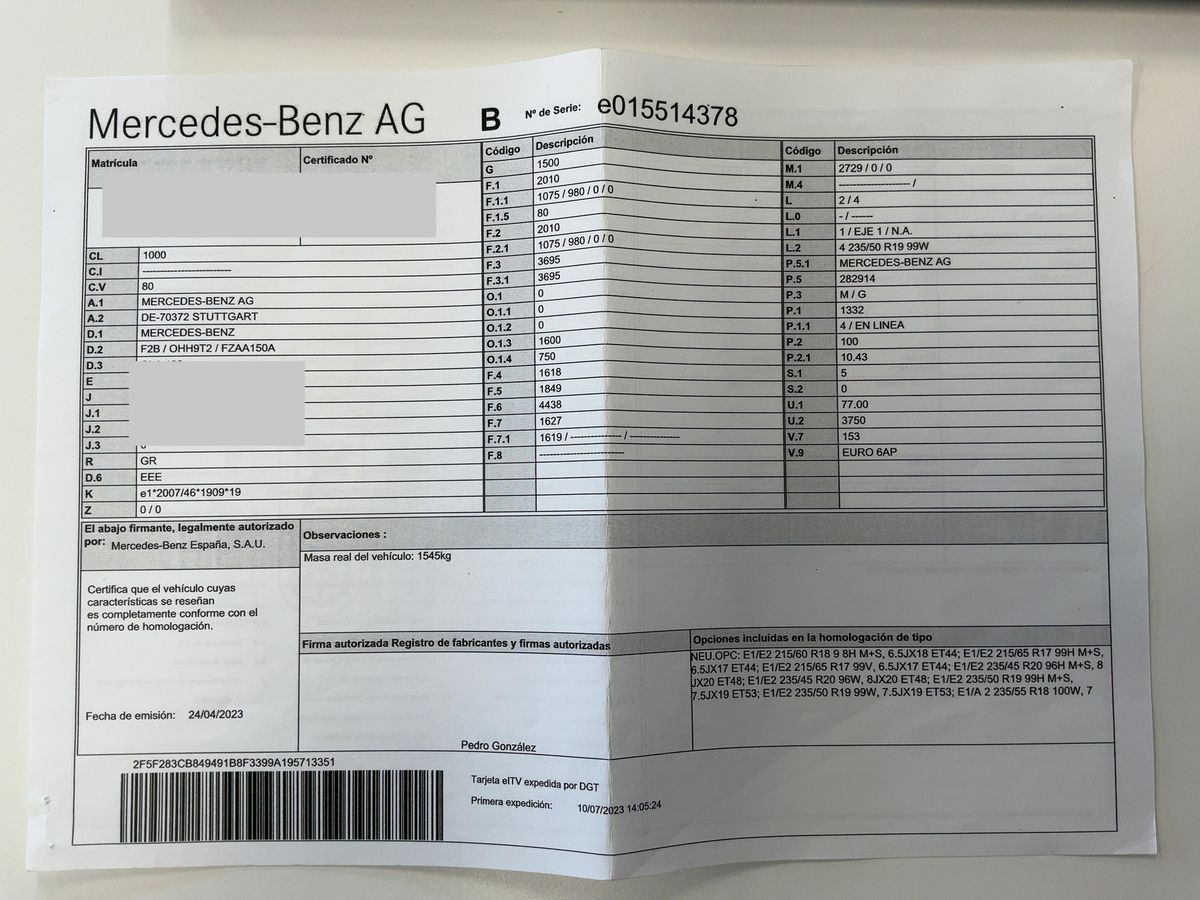 Mercedes-Benz AG
B
Nº de Serie: e015514378
Matrícula
Certificado Nº
CL 1000
C.I -------------------------
C.V 80
A.1 MERCEDES-BENZ AG
A.2 DE-70372 STUTTGART
D.1 MERCEDES-BENZ
D.2 F2B / OHH9T2 / FZAA150A
D.3
E
J
J.1
J.2
J.3
R GR
D.6 EEE
K e1*2007/46*1909*19
Z 0 / 0
Código Descripción
G 1500
F.1 2010
F.1.1 1075 / 980 / 0 / 0
F.1.5 80
F.2 2010
F.2.1 1075 / 980 / 0 / 0
F.3 3695
F.3.1 3695
O.1 0
O.1.1 0
O.1.2 0
O.1.3 1600
O.1.4 750
F.4 1618
F.5 1849
F.6 4438
F.7 1627
F.7.1 1619 / -------------- / --------------
F.8 -------------------------
Código Descripción
M.1 2729 / 0 / 0
M.4 -------------------- /
L 2 / 4
L.0 - / ------
L.1 1 / EJE 1 / N.A.
L.2 4 235/50 R19 99W
P.5.1 MERCEDES-BENZ AG
P.5 282914
P.3 M / G
P.1 1332
P.1.1 4 / EN LINEA
P.2 100
P.2.1 10.43
S.1 5
S.2 0
U.1 77.00
U.2 3750
V.7 153
V.9 EURO 6AP
El abajo firmante, legalmente autorizado
por: Mercedes-Benz España, S.A.U.
Certifica que el vehículo cuyas
características se reseñan
es completamente conforme con el
número de homologación.
Fecha de emisión: 24/04/2023
Observaciones :
Masa real del vehículo: 1545kg
Firma autorizada Registro de fabricantes y firmas autorizadas
Pedro González
Opciones incluidas en la homologación de tipo
NEU.OPC: E1/E2 215/60 R18 9 8H M+S, 6.5JX18 ET44; E1/E2 215/65 R17 99H M+S,
6.5JX17 ET44; E1/E2 215/65 R17 99V, 6.5JX17 ET44; E1/E2 235/45 R20 96H M+S, 8
JX20 ET48; E1/E2 235/45 R20 96W, 8JX20 ET48; E1/E2 235/50 R19 99H M+S,
7.5JX19 ET53; E1/E2 235/50 R19 99W, 7.5JX19 ET53; E1/A 2 235/55 R18 100W, 7
2F5F283CB849491B8F3399A195713351
Tarjeta eITV expedida por DGT
Primera expedición: 10/07/2023 14:05:24